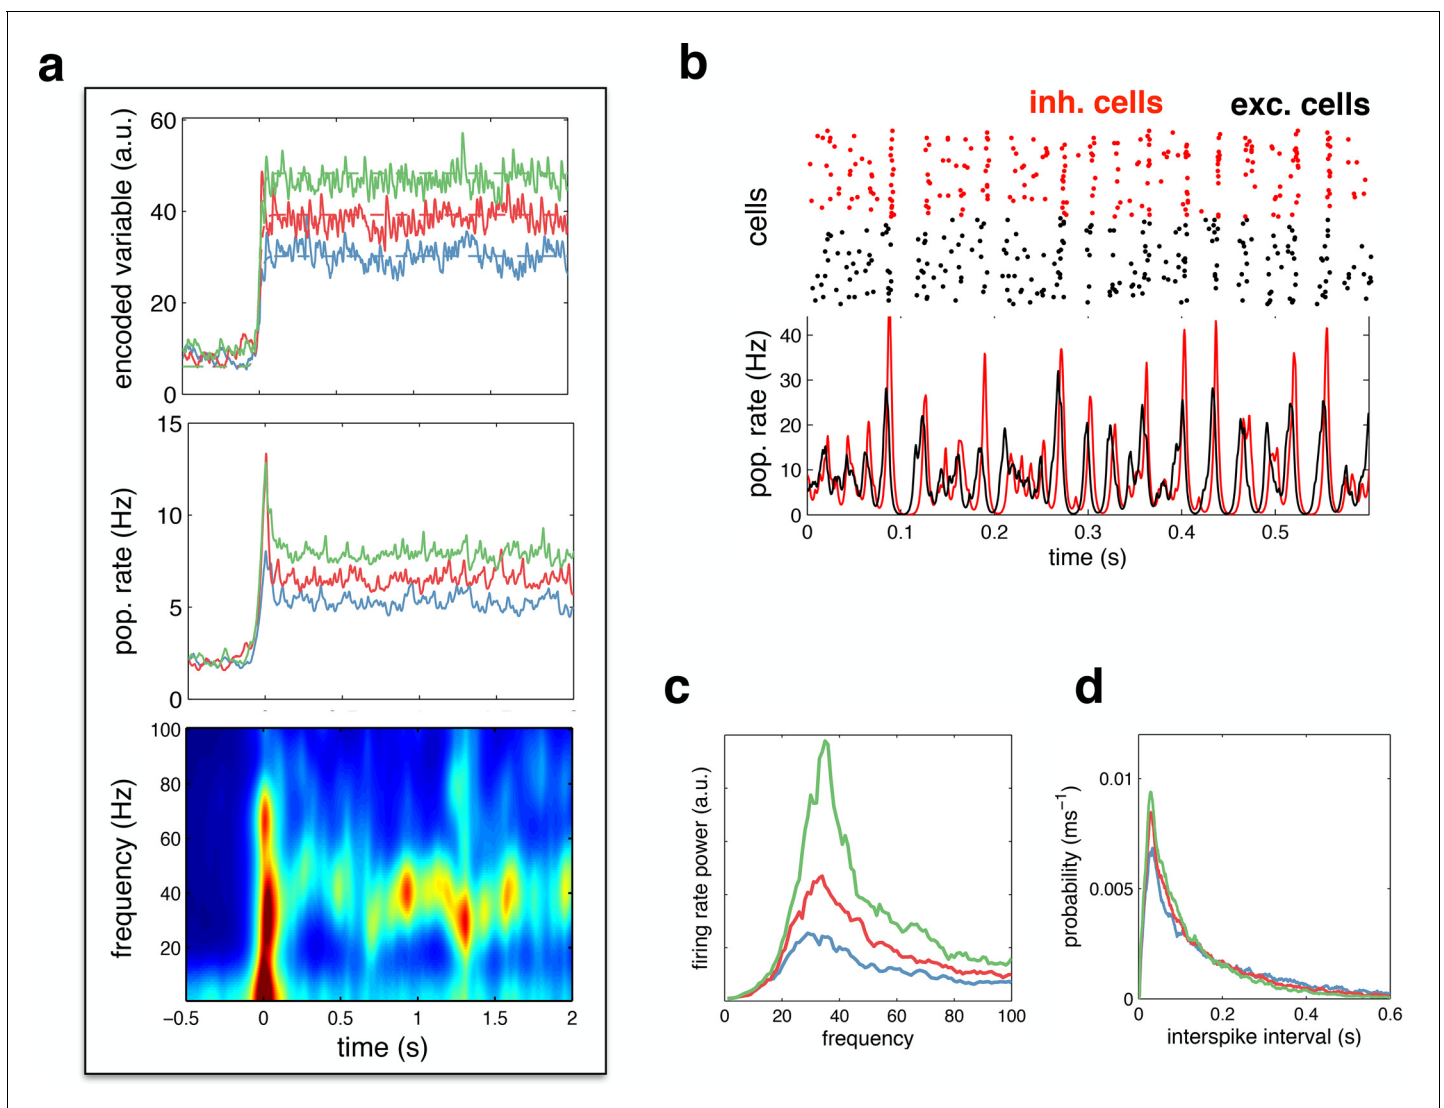 a
60
40
20
0
encoded variable (a.u.)
15
10
5
0
pop. rate (Hz)
100
80
60
40
20
frequency (Hz)
−0.5 0 0.5 1 1.5 2
time (s)
b
inh. cells exc. cells
cells
40
30
20
10
0
pop. rate (Hz)
0 0.1 0.2 0.3 0.4 0.5
time (s)
c
firing rate power (a.u.)
0 20 40 60 80 100
frequency
d
0.01
0.005
0
probability (ms⁻¹)
0 0.2 0.4 0.6
interspike interval (s)